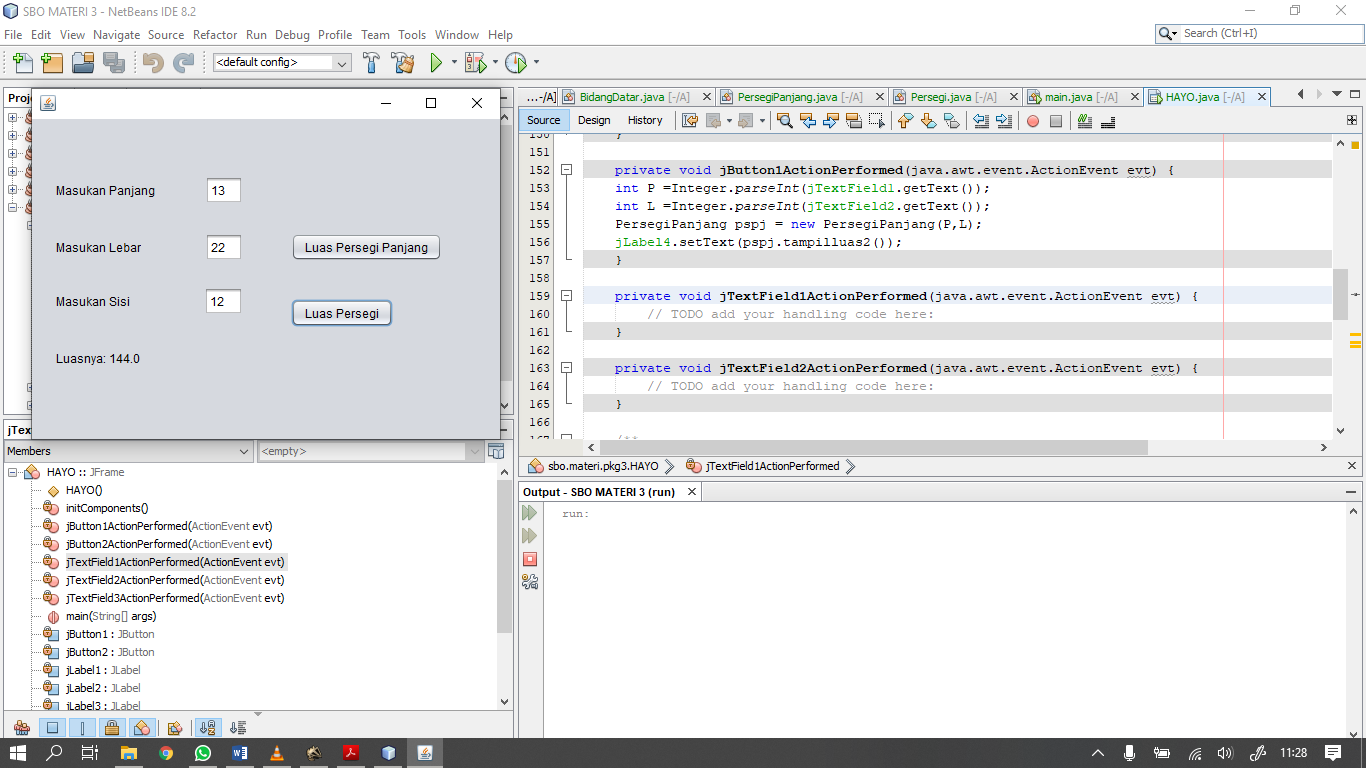 SBO MATERI 3 - NetBeans IDE 8.2
File Edit View Navigate Source Refactor Run Debug Profile Team Tools Window Help
Search (Ctrl+I)
<default config>
Masukan Panjang 13
Masukan Lebar 22 Luas Persegi Panjang
Masukan Sisi 12
Luas Persegi
Luasnya: 144.0
...-/A] BidangDatar.java [-/A] PersegiPanjang.java [-/A] Persegi.java [-/A] main.java [-/A] HAYO.java [-/A]
Source Design History
150 }
151
152 private void jButton1ActionPerformed(java.awt.event.ActionEvent evt) {
153 int P =Integer.parseInt(jTextField1.getText());
154 int L =Integer.parseInt(jTextField2.getText());
155 PersegiPanjang pspj = new PersegiPanjang(P,L);
156 jLabel4.setText(pspj.tampilluas2());
157 }
158
159 private void jTextField1ActionPerformed(java.awt.event.ActionEvent evt) {
160 // TODO add your handling code here:
161 }
162
163 private void jTextField2ActionPerformed(java.awt.event.ActionEvent evt) {
164 // TODO add your handling code here:
165 }
166
167 /**
sbo.materi.pkg3.HAYO jTextField1ActionPerformed
Members <empty>
HAYO :: JFrame
HAYO()
initComponents()
jButton1ActionPerformed(ActionEvent evt)
jButton2ActionPerformed(ActionEvent evt)
jTextField1ActionPerformed(ActionEvent evt)
jTextField2ActionPerformed(ActionEvent evt)
jTextField3ActionPerformed(ActionEvent evt)
main(String[] args)
jButton1 : JButton
jButton2 : JButton
jLabel1 : JLabel
jLabel2 : JLabel
jLabel3 : JLabel
Output - SBO MATERI 3 (run)
run:
11:28